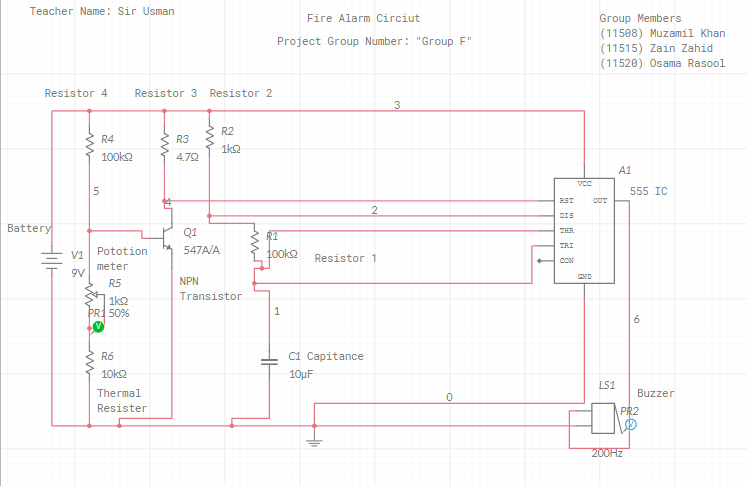 Teacher Name: Sir Usman
Fire Alarm Circiut
Project Group Number: "Group F"
Group Members
(11508) Muzamil Khan
(11515) Zain Zahid
(11520) Osama Rasool
Resistor 4
Resistor 3
Resistor 2
3
R4
100kΩ
R3
4.7Ω
R2
1kΩ
A1
555 IC
VCC
RST
DIS
THR
TRI
CON
OUT
GND
5
4
2
Battery
V1
9V
Pototion
meter
Q1
547A/A
NPN
Transistor
R1
100kΩ
Resistor 1
R5
1kΩ
PR1
50%
V
1
6
R6
10kΩ
Thermal
Resister
C1 Capitance
10µF
0
LS1
Buzzer
PR2
V
200Hz